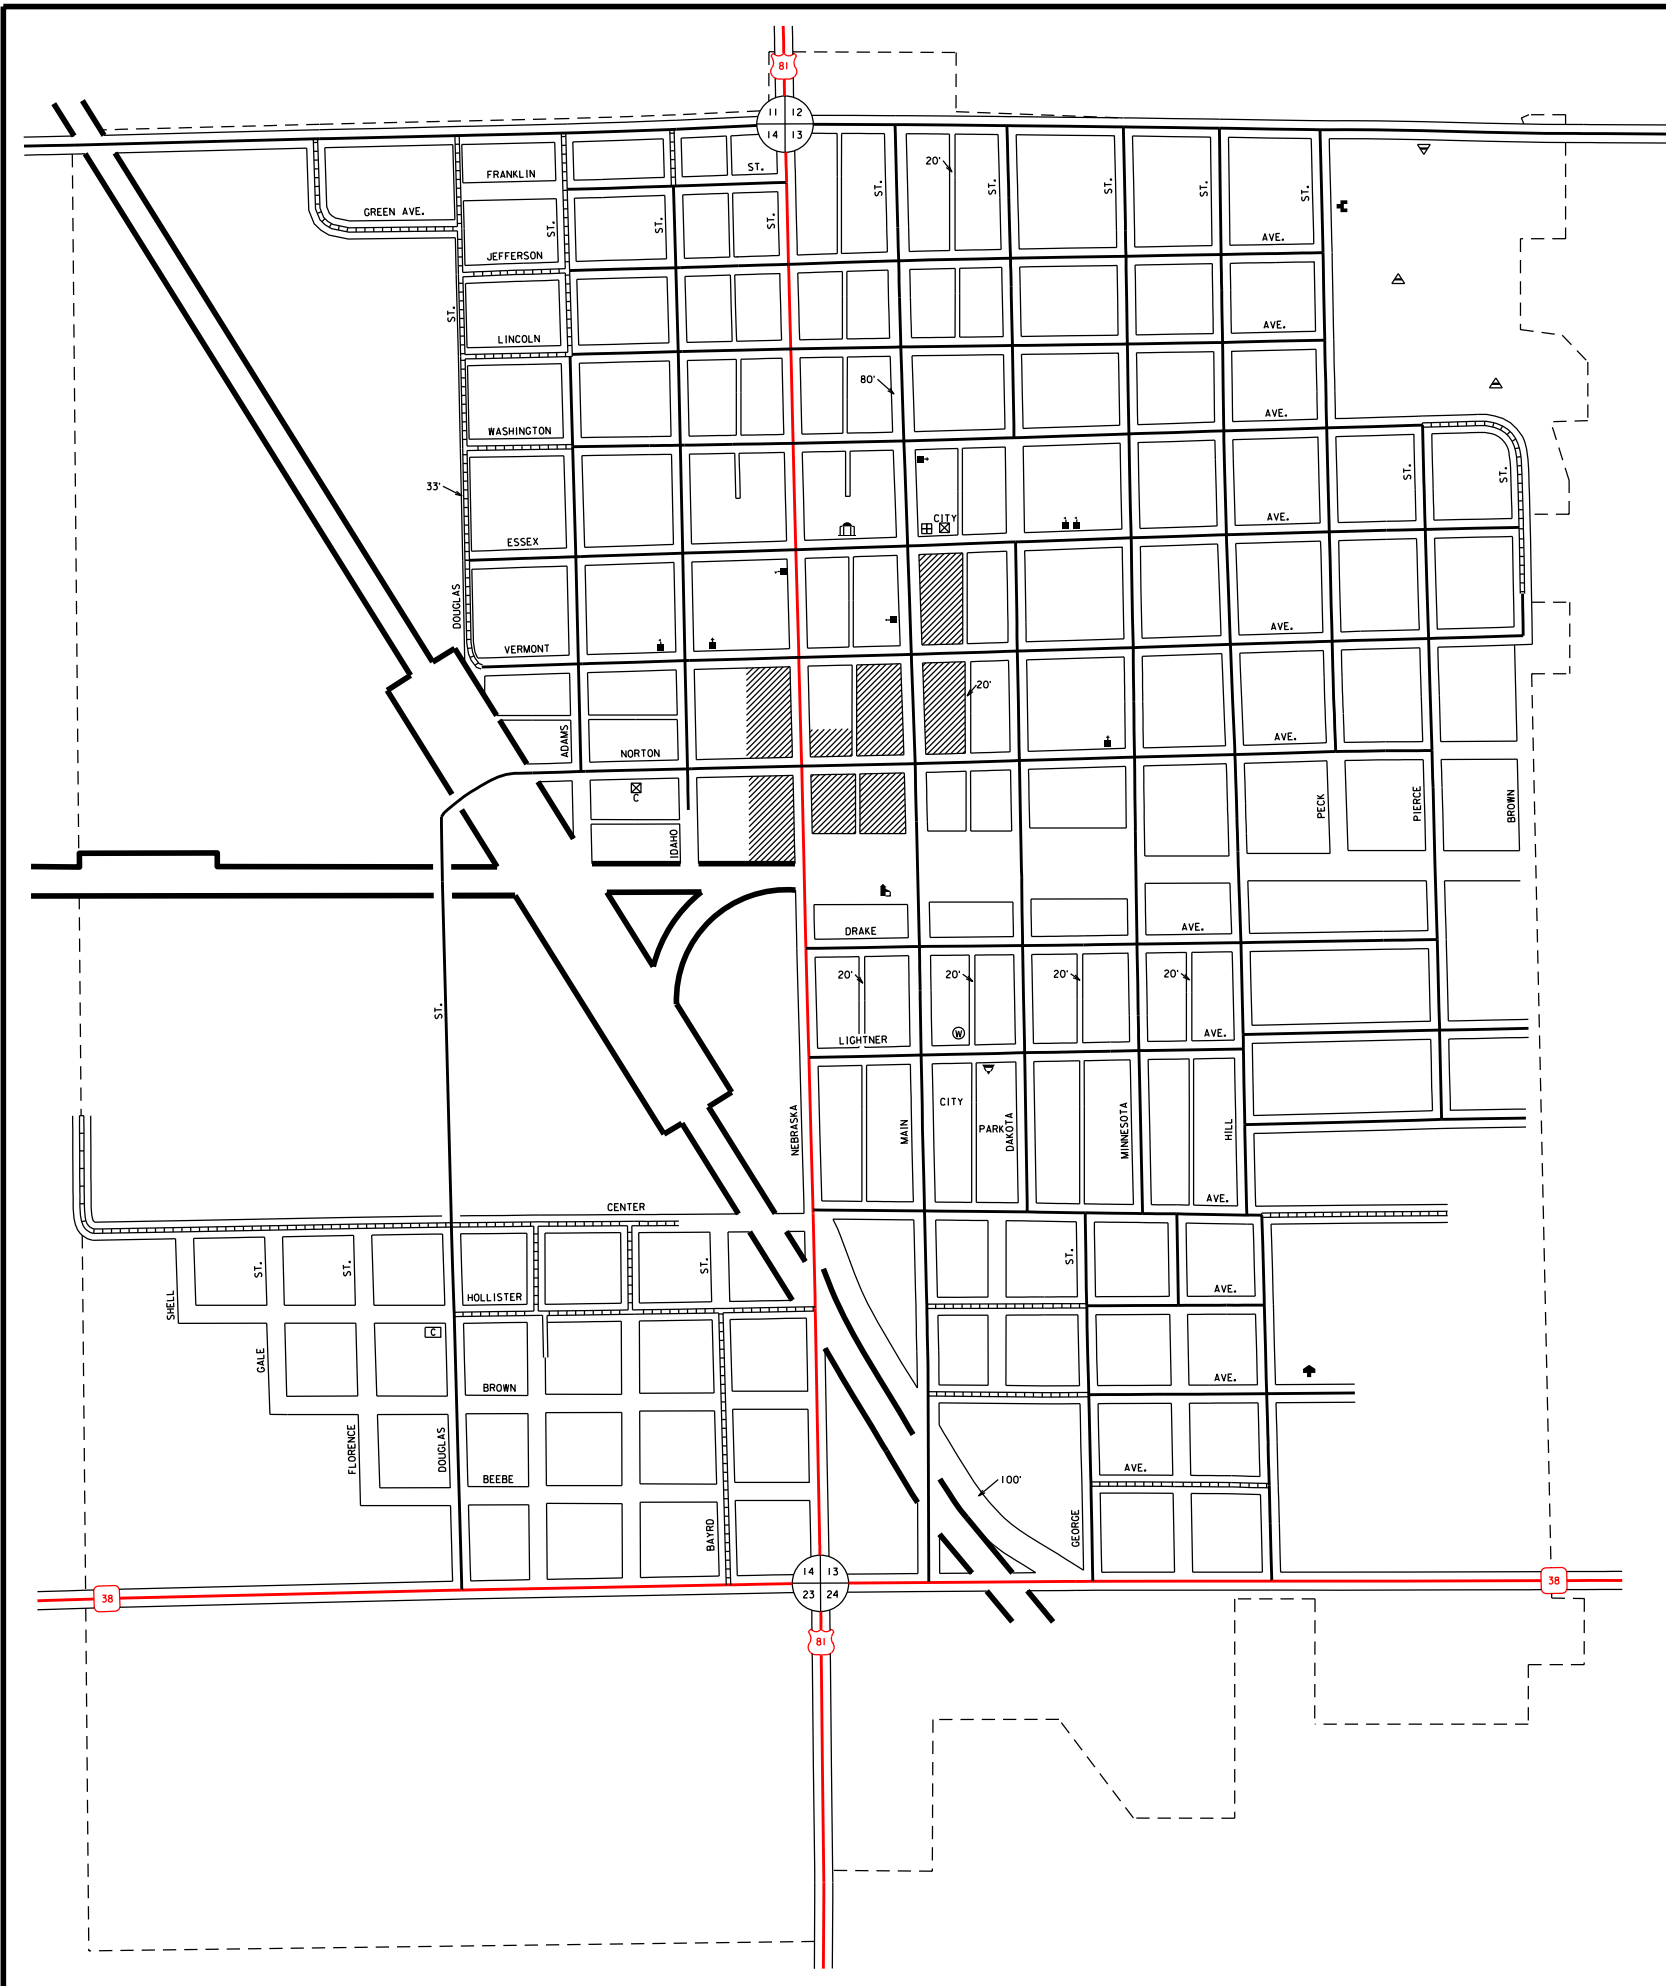 81
11 12
14 13
FRANKLIN
ST.
20'
ST.
ST.
ST.
ST.
ST.
GREEN AVE.
ST.
ST.
ST.
AVE.
JEFFERSON
ST.
AVE.
LINCOLN
80'
AVE.
WASHINGTON
ST.
ST.
33'
CITY
AVE.
ESSEX
DOUGLAS
AVE.
VERMONT
20'
ADAMS
NORTON
AVE.
C
IDAHO
PECK
PIERCE
BROWN
DRAKE
AVE.
20'
20'
20'
20'
ST.
LIGHTNER
W
AVE.
CITY
PARK
NEBRASKA
MAIN
DAKOTA
MINNESOTA
HILL
AVE.
CENTER
ST.
ST.
ST.
ST.
SHELL
HOLLISTER
AVE.
C
GALE
BROWN
AVE.
FLORENCE
DOUGLAS
BEEBE
AVE.
100'
BAYRD
GEORGE
14 13
23 24
38
38
81